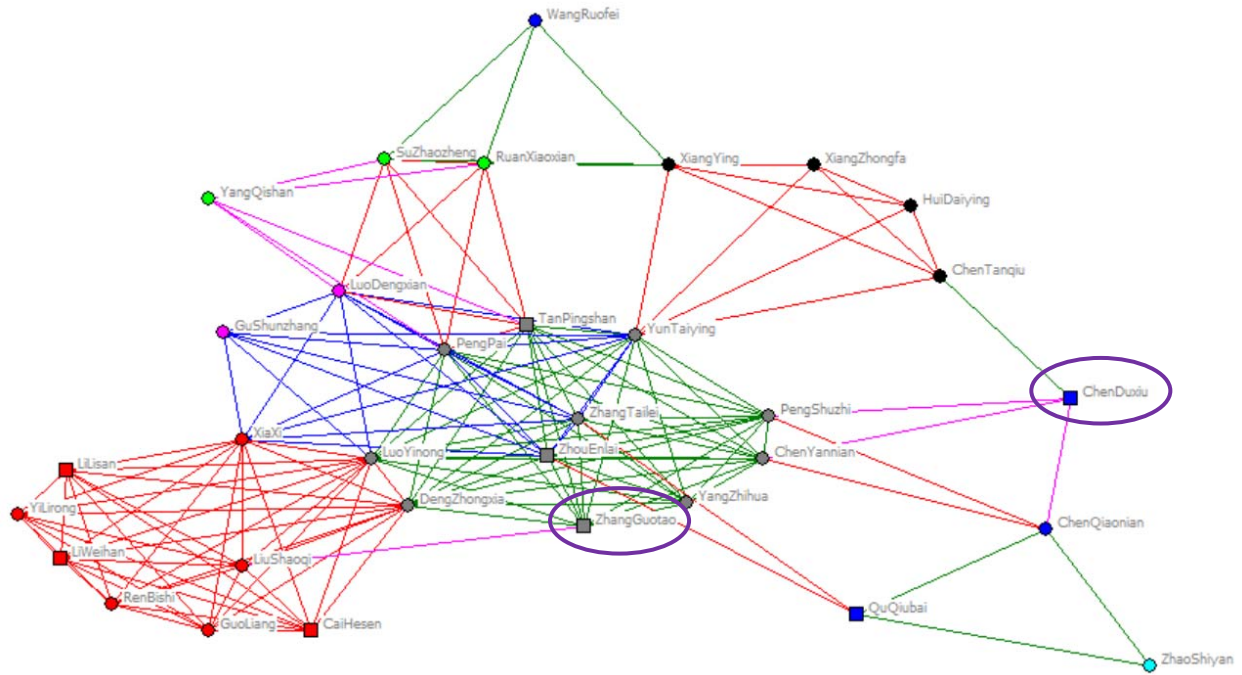 WangRuofei
SuZhaozheng
RuanXiaoxian
XiangYing
XiangZhongfa
YangQishan
HuiDaiying
ChenTanqiu
LuoDengxian
TanPingshan
GuShunzhang
YunTaiying
PengPai
ChenDuxiu
ZhangTailei
PengShuzhi
XiaXi
LuoYinong
ZhouEnlai
ChenYannian
LiLisan
DengZhongxia
YangZhihua
YiLirong
ZhangGuotao
ChenQiaonian
LiWeihan
LiuShaoqi
RenBishi
QuQiubai
GuoLiang
CaiHesen
ZhaoShiyan